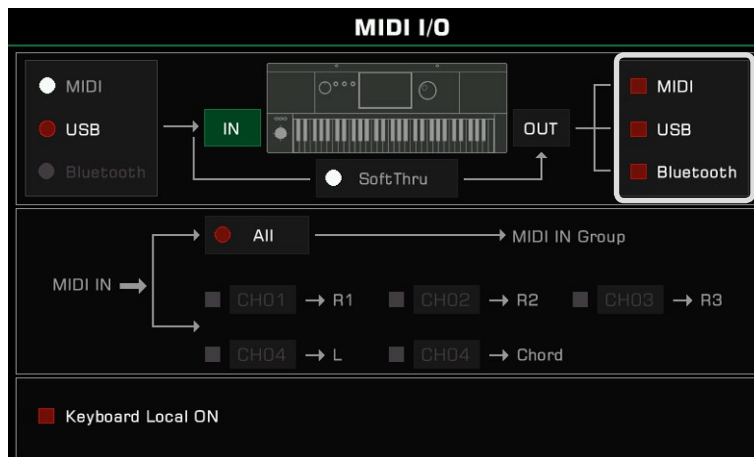 MIDI I/O
MIDI
USB
Bluetooth
IN
OUT
SoftThru
MIDI
USB
Bluetooth
MIDI IN
All
MIDI IN Group
CH01 R1 CH02 R2 CH03 R3
CH04 L CH04 Chord
Keyboard Local ON